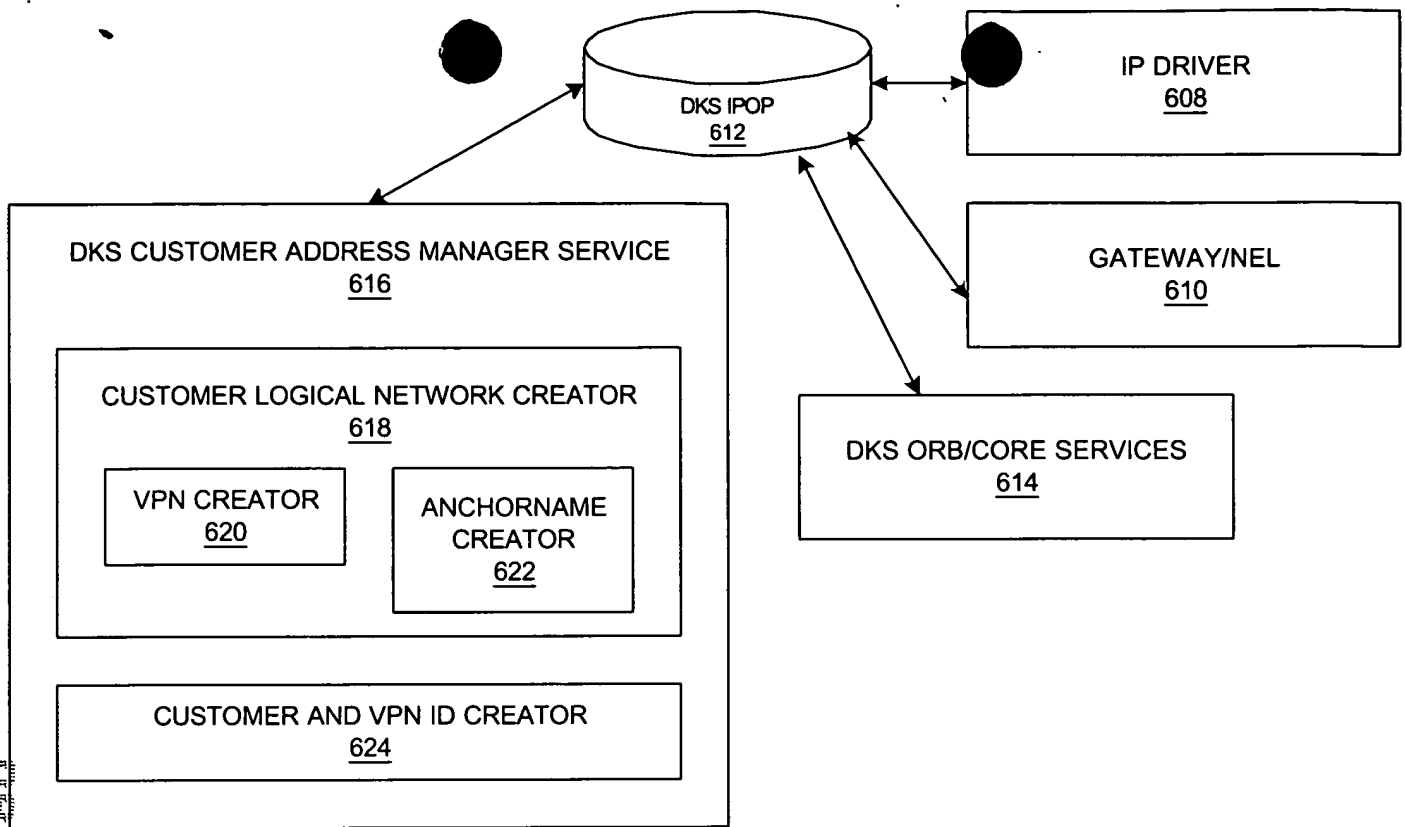 DKS IPOP
612
IP DRIVER
608
GATEWAY/NEL
610
DKS ORB/CORE SERVICES
614
DKS CUSTOMER ADDRESS MANAGER SERVICE
616
CUSTOMER LOGICAL NETWORK CREATOR
618
VPN CREATOR
620
ANCHORNAME
CREATOR
622
CUSTOMER AND VPN ID CREATOR
624